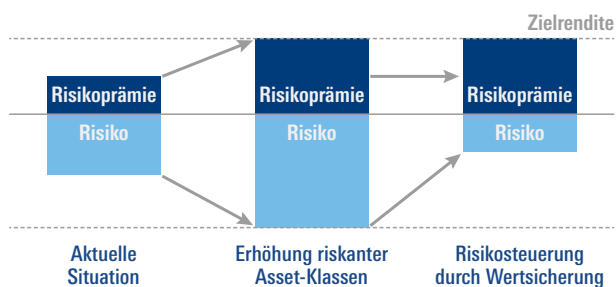 Zielrendite
Risikoprämie
Risikoprämie
Risikoprämie
Risiko
Risiko
Risiko
Aktuelle
Situation
Erhöhung riskanter
Asset-Klassen
Risikosteuerung
durch Wertsicherung